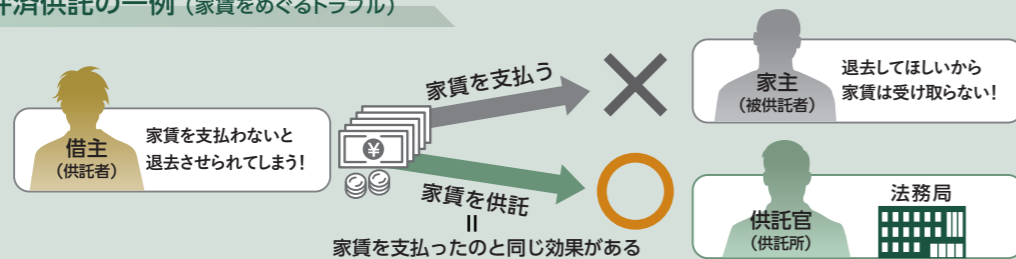 弁済供託の一例（家賃をめぐるトラブル）
借主
（供託者）
家賃を支払わないと
退去させられてしまう！
¥
家賃を支払う
家賃を供託
＝
家賃を支払ったのと同じ効果がある
家主
（被供託者）
退去してほしいから
家賃は受け取らない！
供託官
（供託所）
法務局